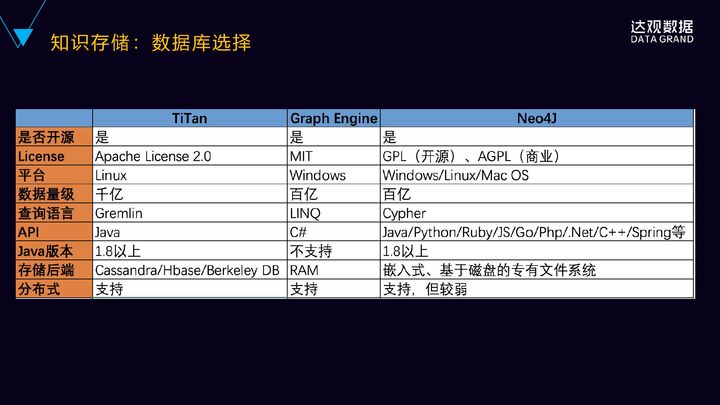 知识存储：数据库选择
达观数据
DATA GRAND
TiTan Graph Engine Neo4J
是否开源 是 是 是
License Apache License 2.0 MIT GPL（开源）、AGPL（商业）
平台 Linux Windows Windows/Linux/Mac OS
数据量级 千亿 百亿 百亿
查询语言 Gremlin LINQ Cypher
API Java C# Java/Python/Ruby/JS/Go/Php/.Net/C++/Spring等
Java版本 1.8以上 不支持 1.8以上
存储后端 Cassandra/Hbase/Berkeley DB RAM 嵌入式、基于磁盘的专有文件系统
分布式 支持 支持 支持，但较弱